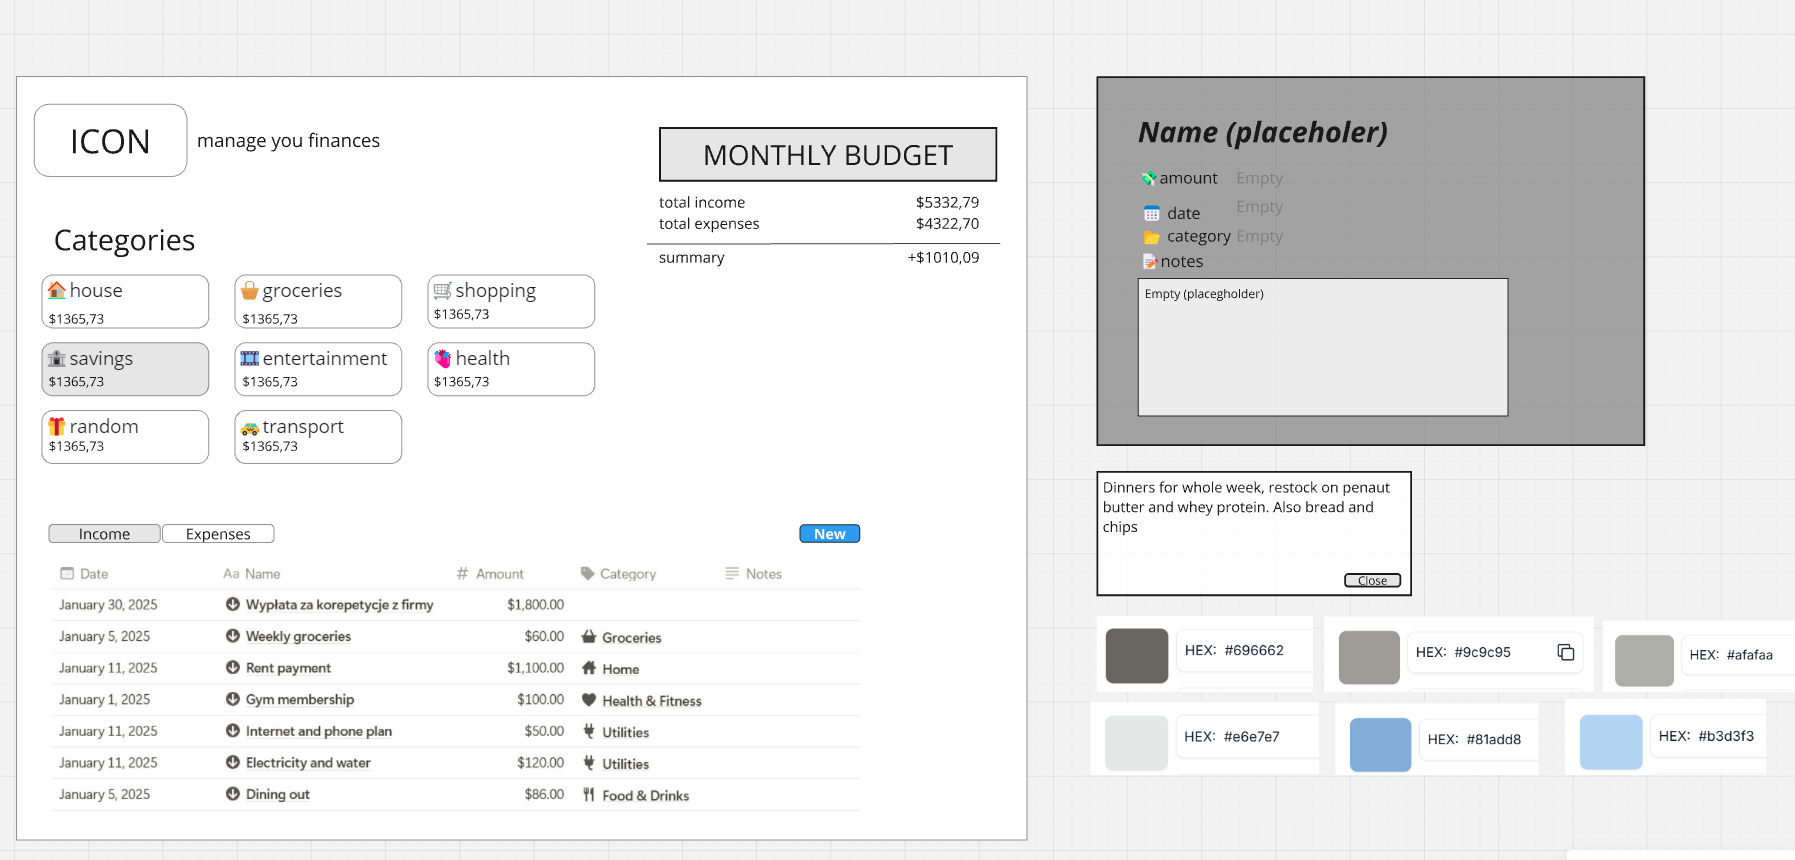 ICON
manage you finances
MONTHLY BUDGET
total income $5332,79
total expenses $4322,70
summary +$1010,09
Categories
house
$1365,73
groceries
$1365,73
shopping
$1365,73
savings
$1365,73
entertainment
$1365,73
health
$1365,73
random
$1365,73
transport
$1365,73
Income Expenses New
Date Aa Name # Amount Category Notes
January 30, 2025 Wypłata za korepetycje z firmy $1,800.00
January 5, 2025 Weekly groceries $60.00 Groceries
January 11, 2025 Rent payment $1,100.00 Home
January 1, 2025 Gym membership $100.00 Health & Fitness
January 11, 2025 Internet and phone plan $50.00 Utilities
January 11, 2025 Electricity and water $120.00 Utilities
January 5, 2025 Dining out $86.00 Food & Drinks
Name (placeholer)
amount Empty
date Empty
category Empty
notes
Empty (placegholder)
Dinners for whole week, restock on penaut
butter and whey protein. Also bread and
chips
Close
HEX: #696662
HEX: #9c9c95
HEX: #afafaa
HEX: #e6e7e7
HEX: #81add8
HEX: #b3d3f3